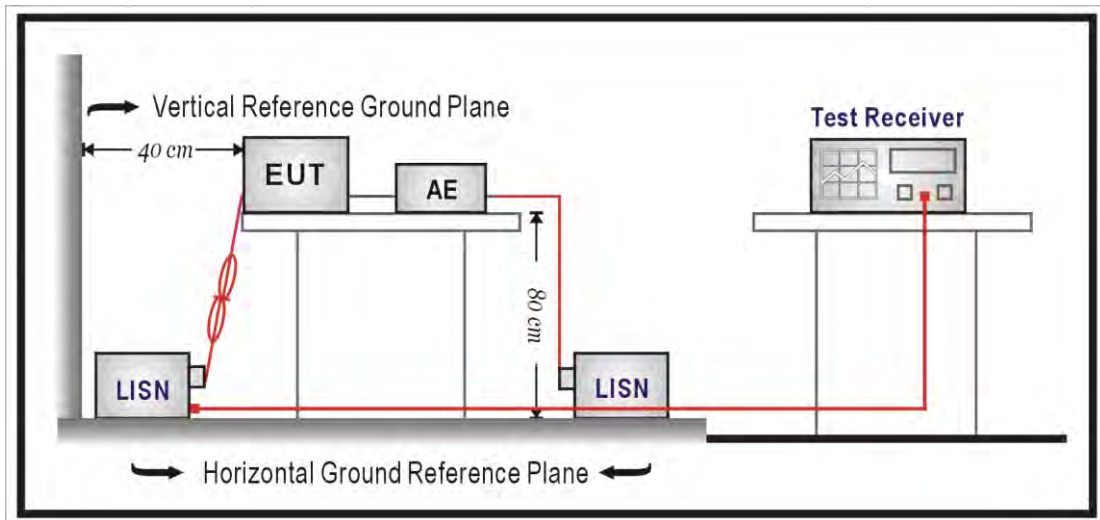 Vertical Reference Ground Plane
40 cm
EUT
AE
Test Receiver
80 cm
LISN
LISN
Horizontal Ground Reference Plane